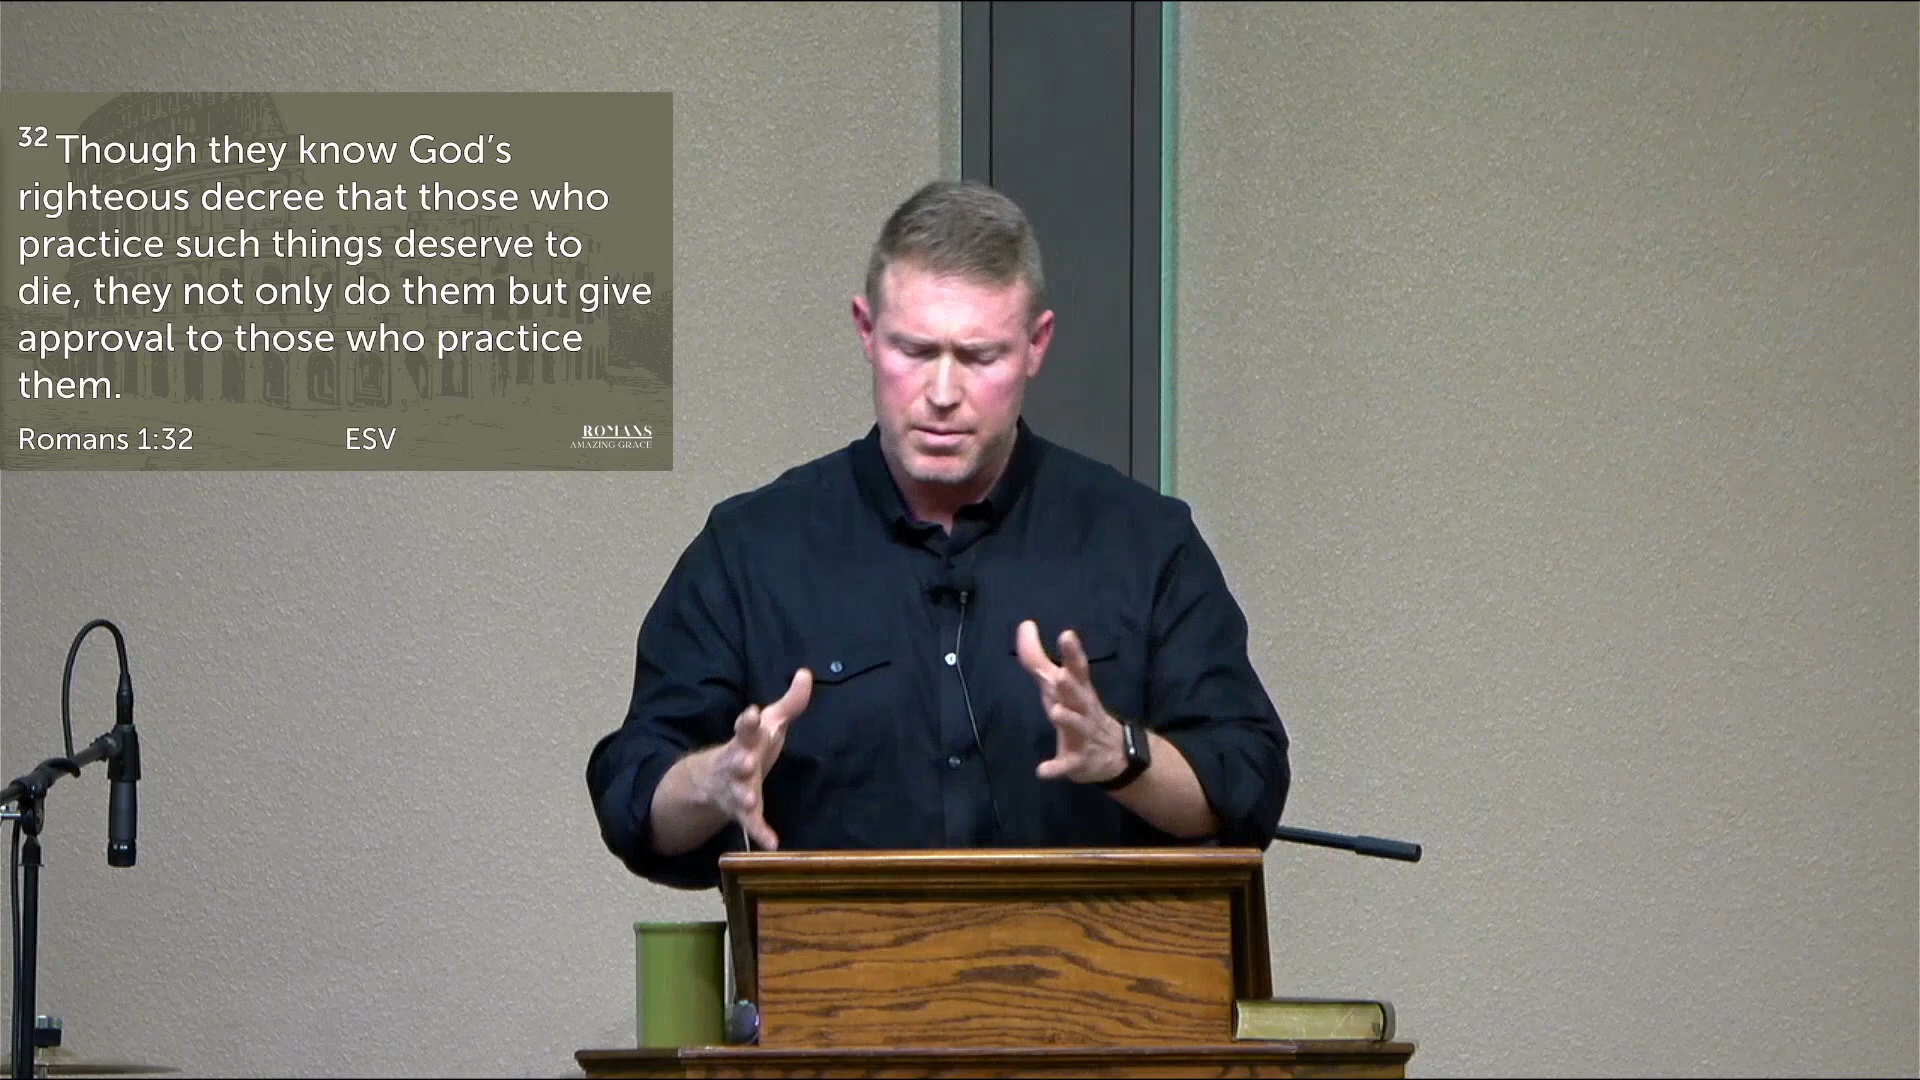 32 Though they know God’s
righteous decree that those who
practice such things deserve to
die, they not only do them but give
approval to those who practice
them.
Romans 1:32 ESV
ROMANS
AMAZING GRACE